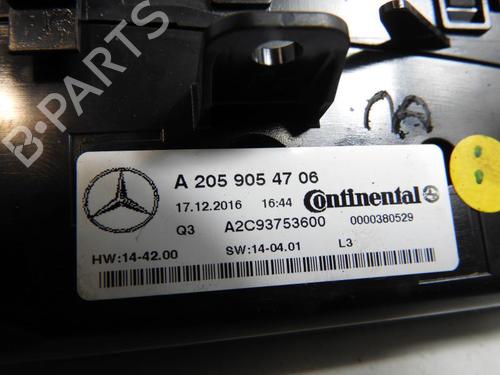 B-PARTS
A 205 905 47 06
17.12.2016 16:44 Continental
Q3 A2C93753600 0000380529
HW:14-42.00 SW:14-04.01 L3